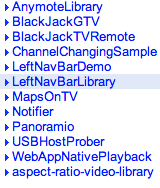 AnymoteLibrary
BlackJackGTV
BlackJackTVRemote
ChannelChangingSample
LeftNavBarDemo
LeftNavBarLibrary
MapsOnTV
Notifier
Panoramio
USBHostProber
WebAppNativePlayback
aspect-ratio-video-library